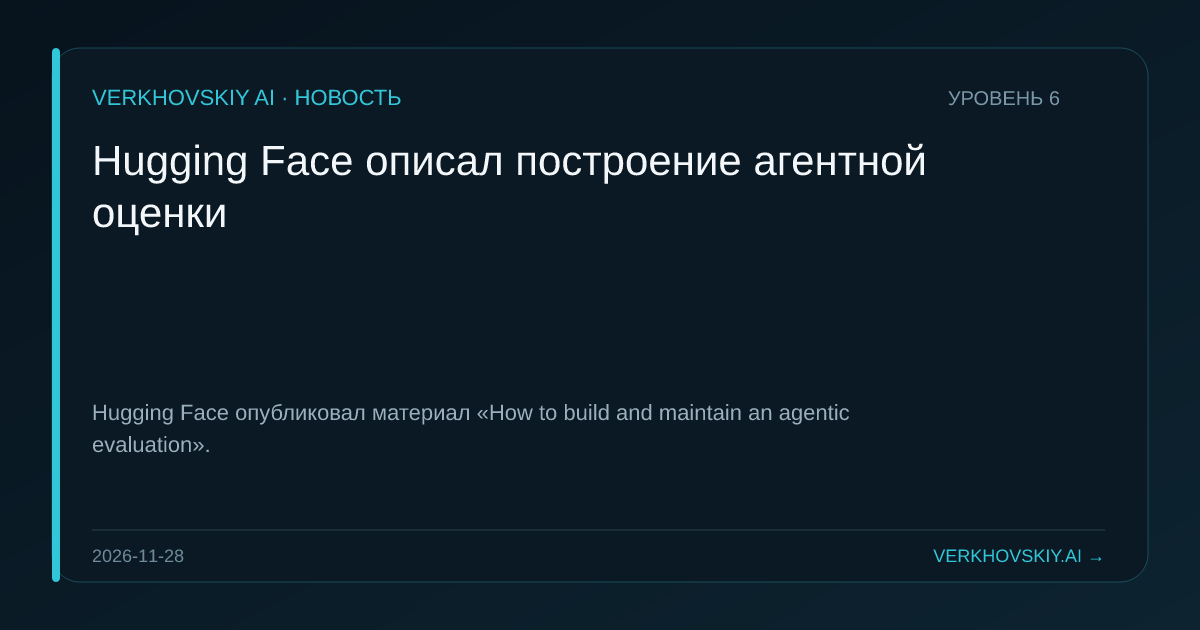 VERKHOVSKIY AI · НОВОСТЬ
УРОВЕНЬ 6
Hugging Face описал построение агентной
оценки
Hugging Face опубликовал материал «How to build and maintain an agentic
evaluation».
2026-11-28
VERKHOVSKIY.AI →